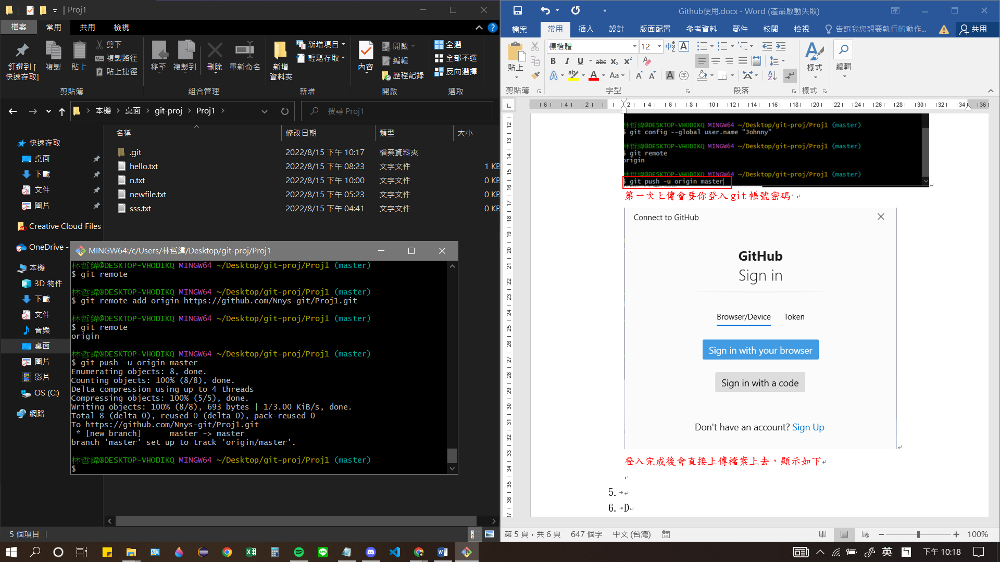 Proj1
檔案 常用 共用 檢視
釘選到 [
快速存取]
複製
貼上
剪下
複製路徑
貼上捷徑
剪貼簿
移至
複製到
刪除
重新命名
組合管理
新增
資料夾
新增項目
輕鬆存取
新增
內容
開啟
編輯
歷程記錄
開啟
全選
全部不選
反向選擇
選取
本機 桌面 git-proj Proj1
搜尋 Proj1
名稱 修改日期 類型 大小
.git 2022/8/15 下午 10:17 檔案資料夾
hello.txt 2022/8/15 下午 08:23 文字文件 1 KB
n.txt 2022/8/15 下午 10:00 文字文件 0 KB
newfile.txt 2022/8/15 下午 05:23 文字文件 0 KB
sss.txt 2022/8/15 下午 04:41 文字文件 0 KB
快速存取
桌面
下載
文件
圖片
Creative Cloud Files
OneDrive -
本機
3D 物件
下載
文件
音樂
桌面
圖片
影片
OS (C:)
網路
5 個項目
MINGW64:/c/Users/林哲緯/Desktop/git-proj/Proj1
林哲緯@DESKTOP-VHODIKQ MINGW64 ~/Desktop/git-proj/Proj1 (master)
$ git remote
林哲緯@DESKTOP-VHODIKQ MINGW64 ~/Desktop/git-proj/Proj1 (master)
$ git remote add origin https://github.com/Nnys-git/Proj1.git
林哲緯@DESKTOP-VHODIKQ MINGW64 ~/Desktop/git-proj/Proj1 (master)
$ git remote
origin
林哲緯@DESKTOP-VHODIKQ MINGW64 ~/Desktop/git-proj/Proj1 (master)
$ git push -u origin master
Enumerating objects: 8, done.
Counting objects: 100% (8/8), done.
Delta compression using up to 4 threads
Compressing objects: 100% (5/5), done.
Writing objects: 100% (8/8), 693 bytes | 173.00 KiB/s, done.
Total 8 (delta 0), reused 0 (delta 0), pack-reused 0
To https://github.com/Nnys-git/Proj1.git
 * [new branch]      master -> master
branch 'master' set up to track 'origin/master'.
林哲緯@DESKTOP-VHODIKQ MINGW64 ~/Desktop/git-proj/Proj1 (master)
$
Github使用.docx - Word (產品啟動失敗)
檔案 常用 插入 設計 版面配置 參考資料 郵件 校閱 檢視 告訴我您想要執行的動作... 共用
貼上
剪貼簿
標楷體 12
字型
段落
樣式
樣式
編輯
林哲緯@DESKTOP-VHODIKQ MINGW64 ~/Desktop/git-proj/Proj1 (master)
$ git config --global user.name "Johnny"
林哲緯@DESKTOP-VHODIKQ MINGW64 ~/Desktop/git-proj/Proj1 (master)
$ git remote
origin
林哲緯@DESKTOP-VHODIKQ MINGW64 ~/Desktop/git-proj/Proj1 (master)
$ git push -u origin master
第一次上傳會要你登入 git 帳號密碼
Connect to GitHub
GitHub
Sign in
Browser/Device Token
Sign in with your browser
Sign in with a code
Don't have an account? Sign Up
登入完成後會直接上傳檔案上去，顯示如下
5.
6. D
第 5 頁，共 6 頁 647 個字 中文 (台灣) 100%
英 下午 10:18